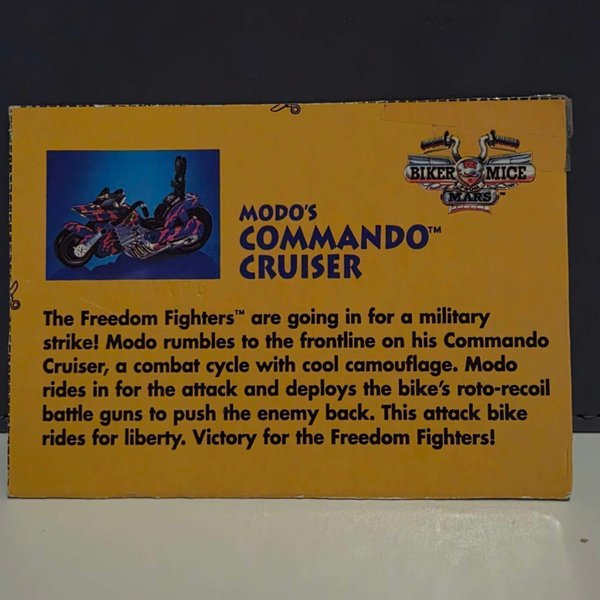 BIKER MICE
FROM
MARS™
MODO'S
COMMANDO™
CRUISER
The Freedom Fighters™ are going in for a military
strike! Modo rumbles to the frontline on his Commando
Cruiser, a combat cycle with cool camouflage. Modo
rides in for the attack and deploys the bike's roto-recoil
battle guns to push the enemy back. This attack bike
rides for liberty. Victory for the Freedom Fighters!